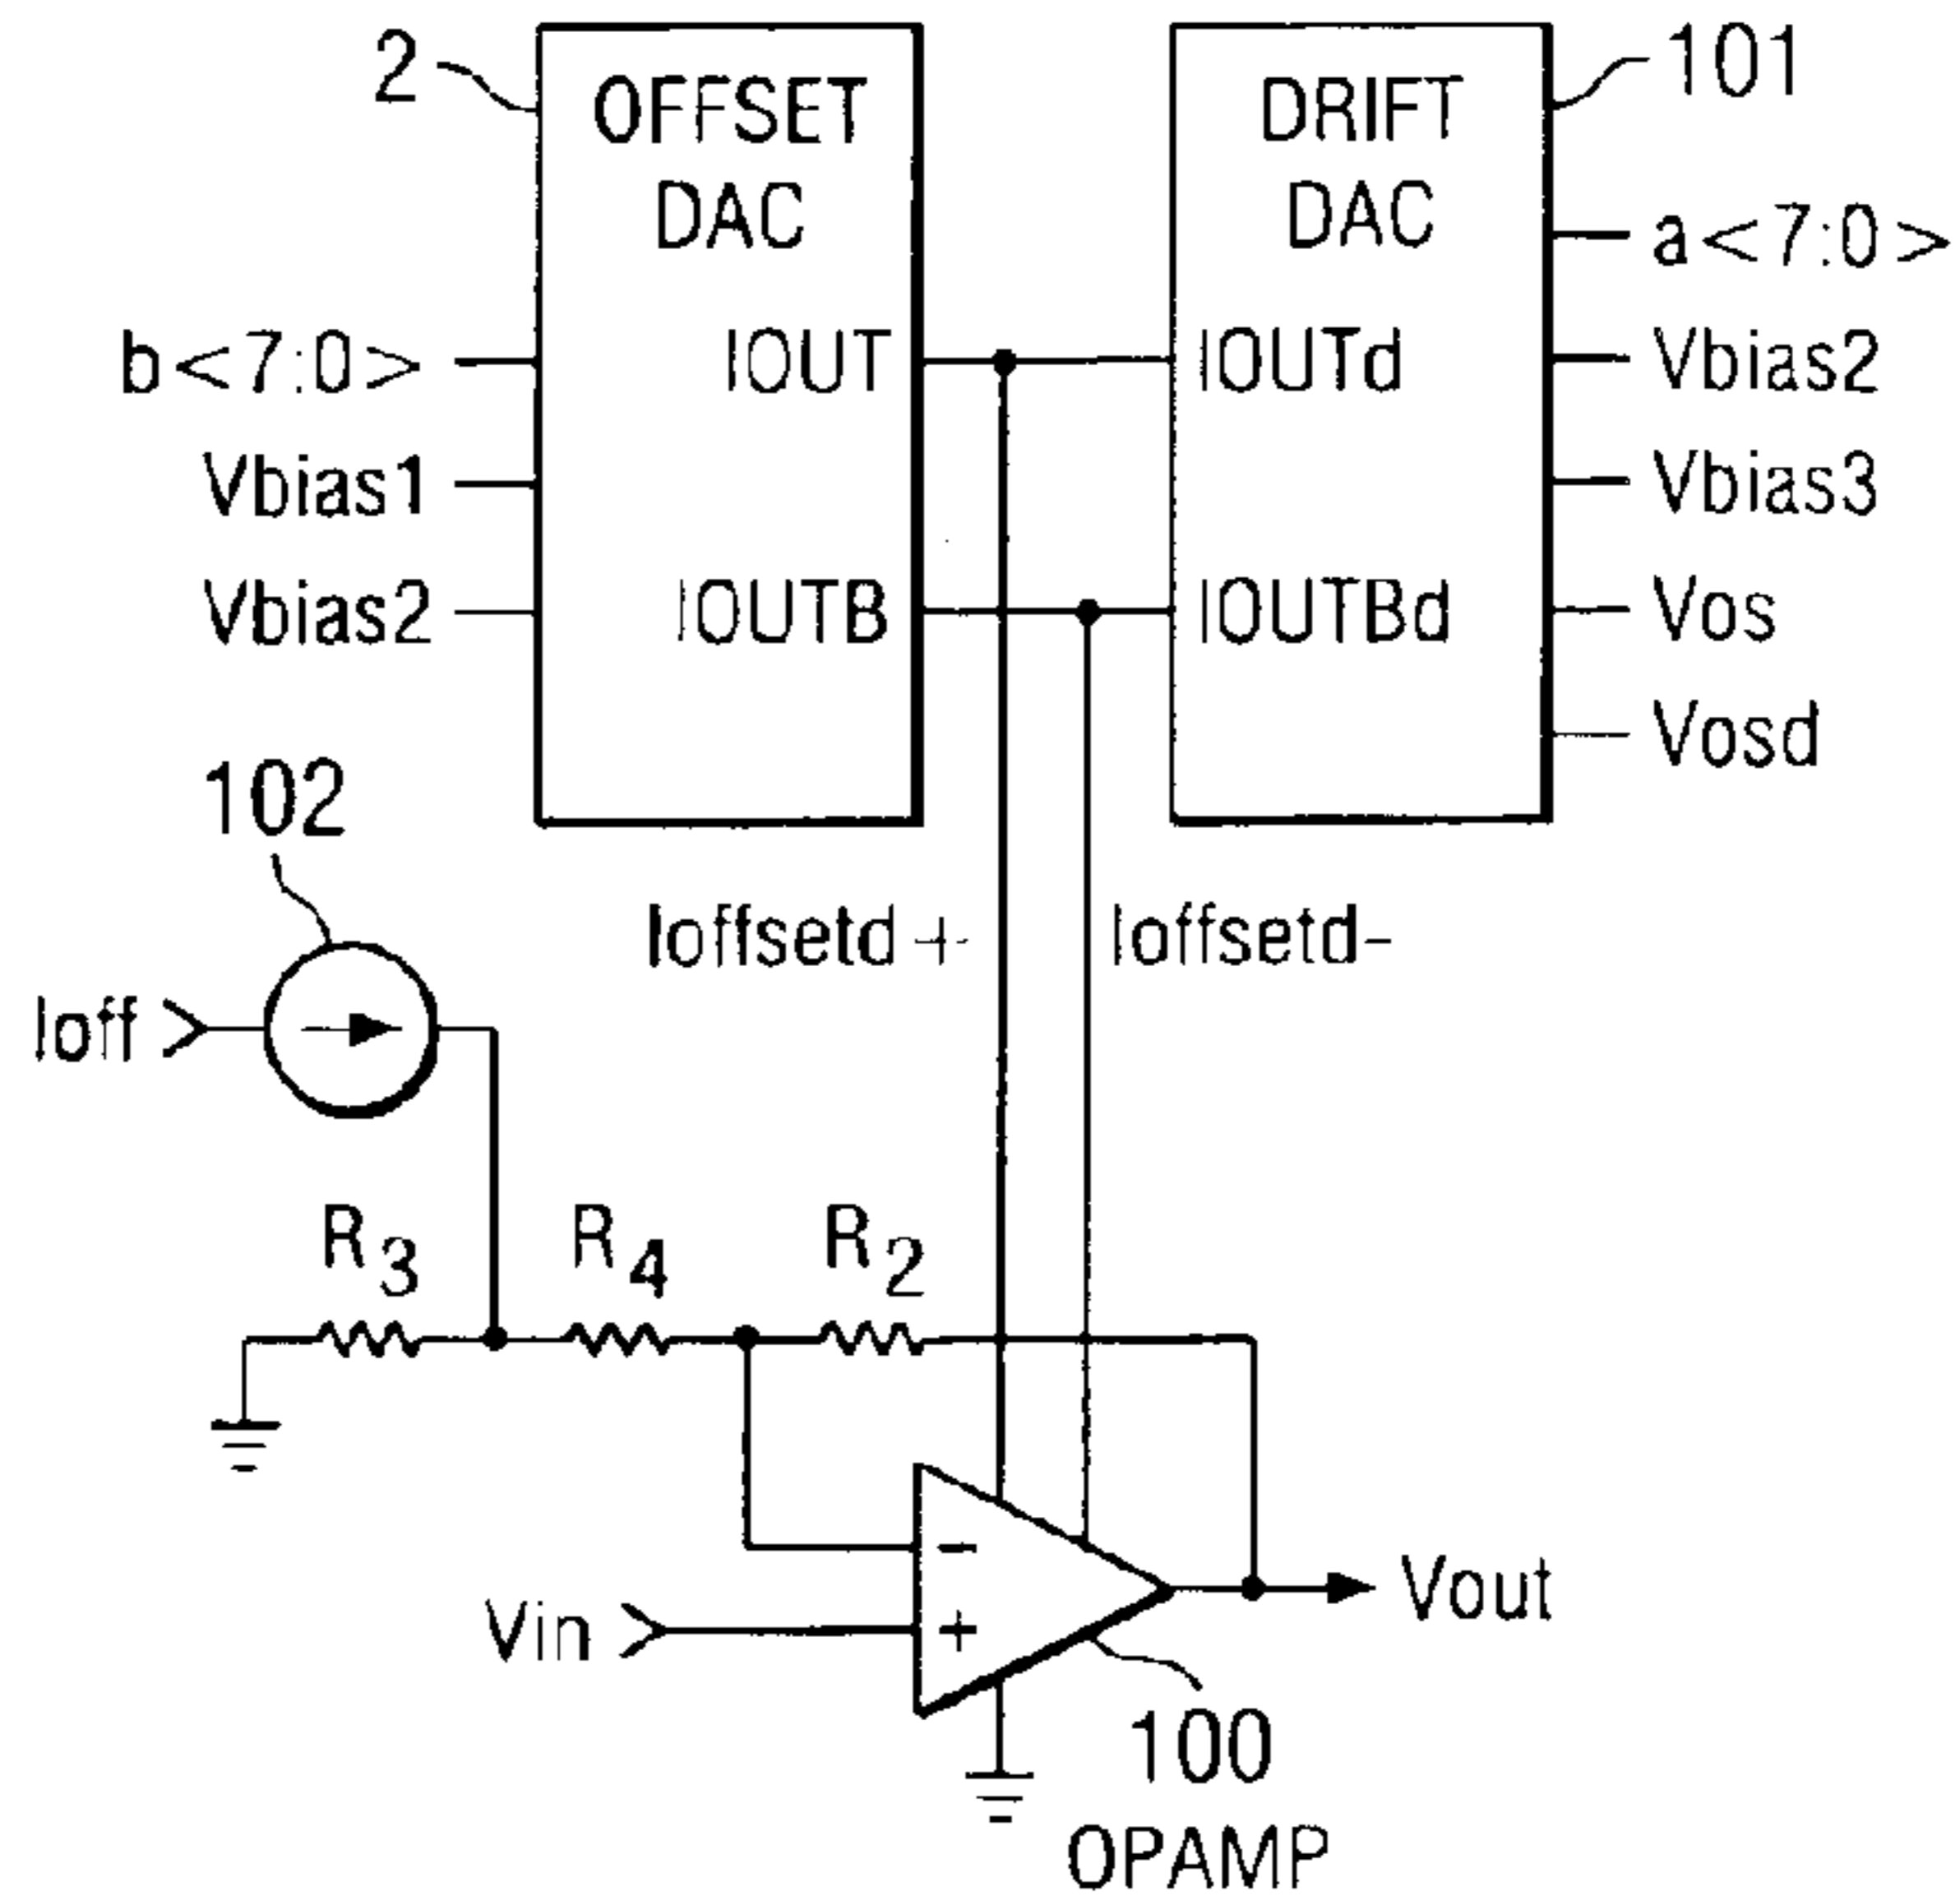 2
OFFSET
DAC
DRIFT
DAC
101
a<7:0>
b<7:0>
IOUT
IOUTd
Vbias2
Vbias1
Vbias3
Vbias2
IOUTB
IOUTBd
Vos
Vosd
102
Ioffsetd+
Ioffsetd-
Ioff
R3
R4
R2
-
+
Vin
Vout
100
OPAMP